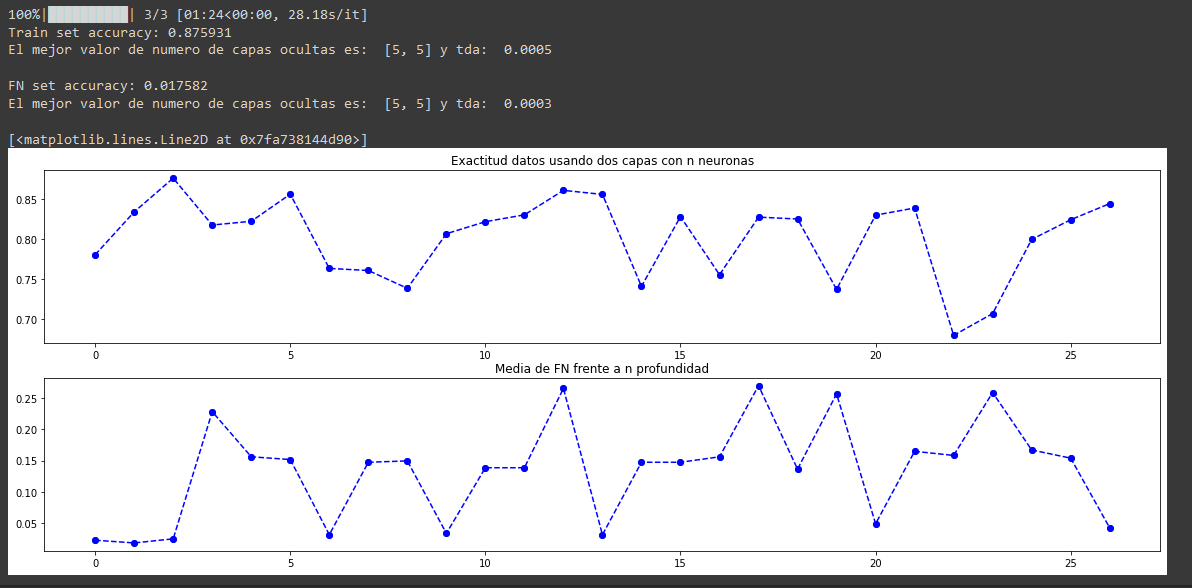 100%|██████████| 3/3 [01:24<00:00, 28.18s/it]
Train set accuracy: 0.875931
El mejor valor de numero de capas ocultas es:  [5, 5] y tda:  0.0005
FN set accuracy: 0.017582
El mejor valor de numero de capas ocultas es:  [5, 5] y tda:  0.0003
[<matplotlib.lines.Line2D at 0x7fa738144d90>]
Exactitud datos usando dos capas con n neuronas
0.85
0.80
0.75
0.70
0 5 10 15 20 25
Media de FN frente a n profundidad
0.25
0.20
0.15
0.10
0.05
0 5 10 15 20 25